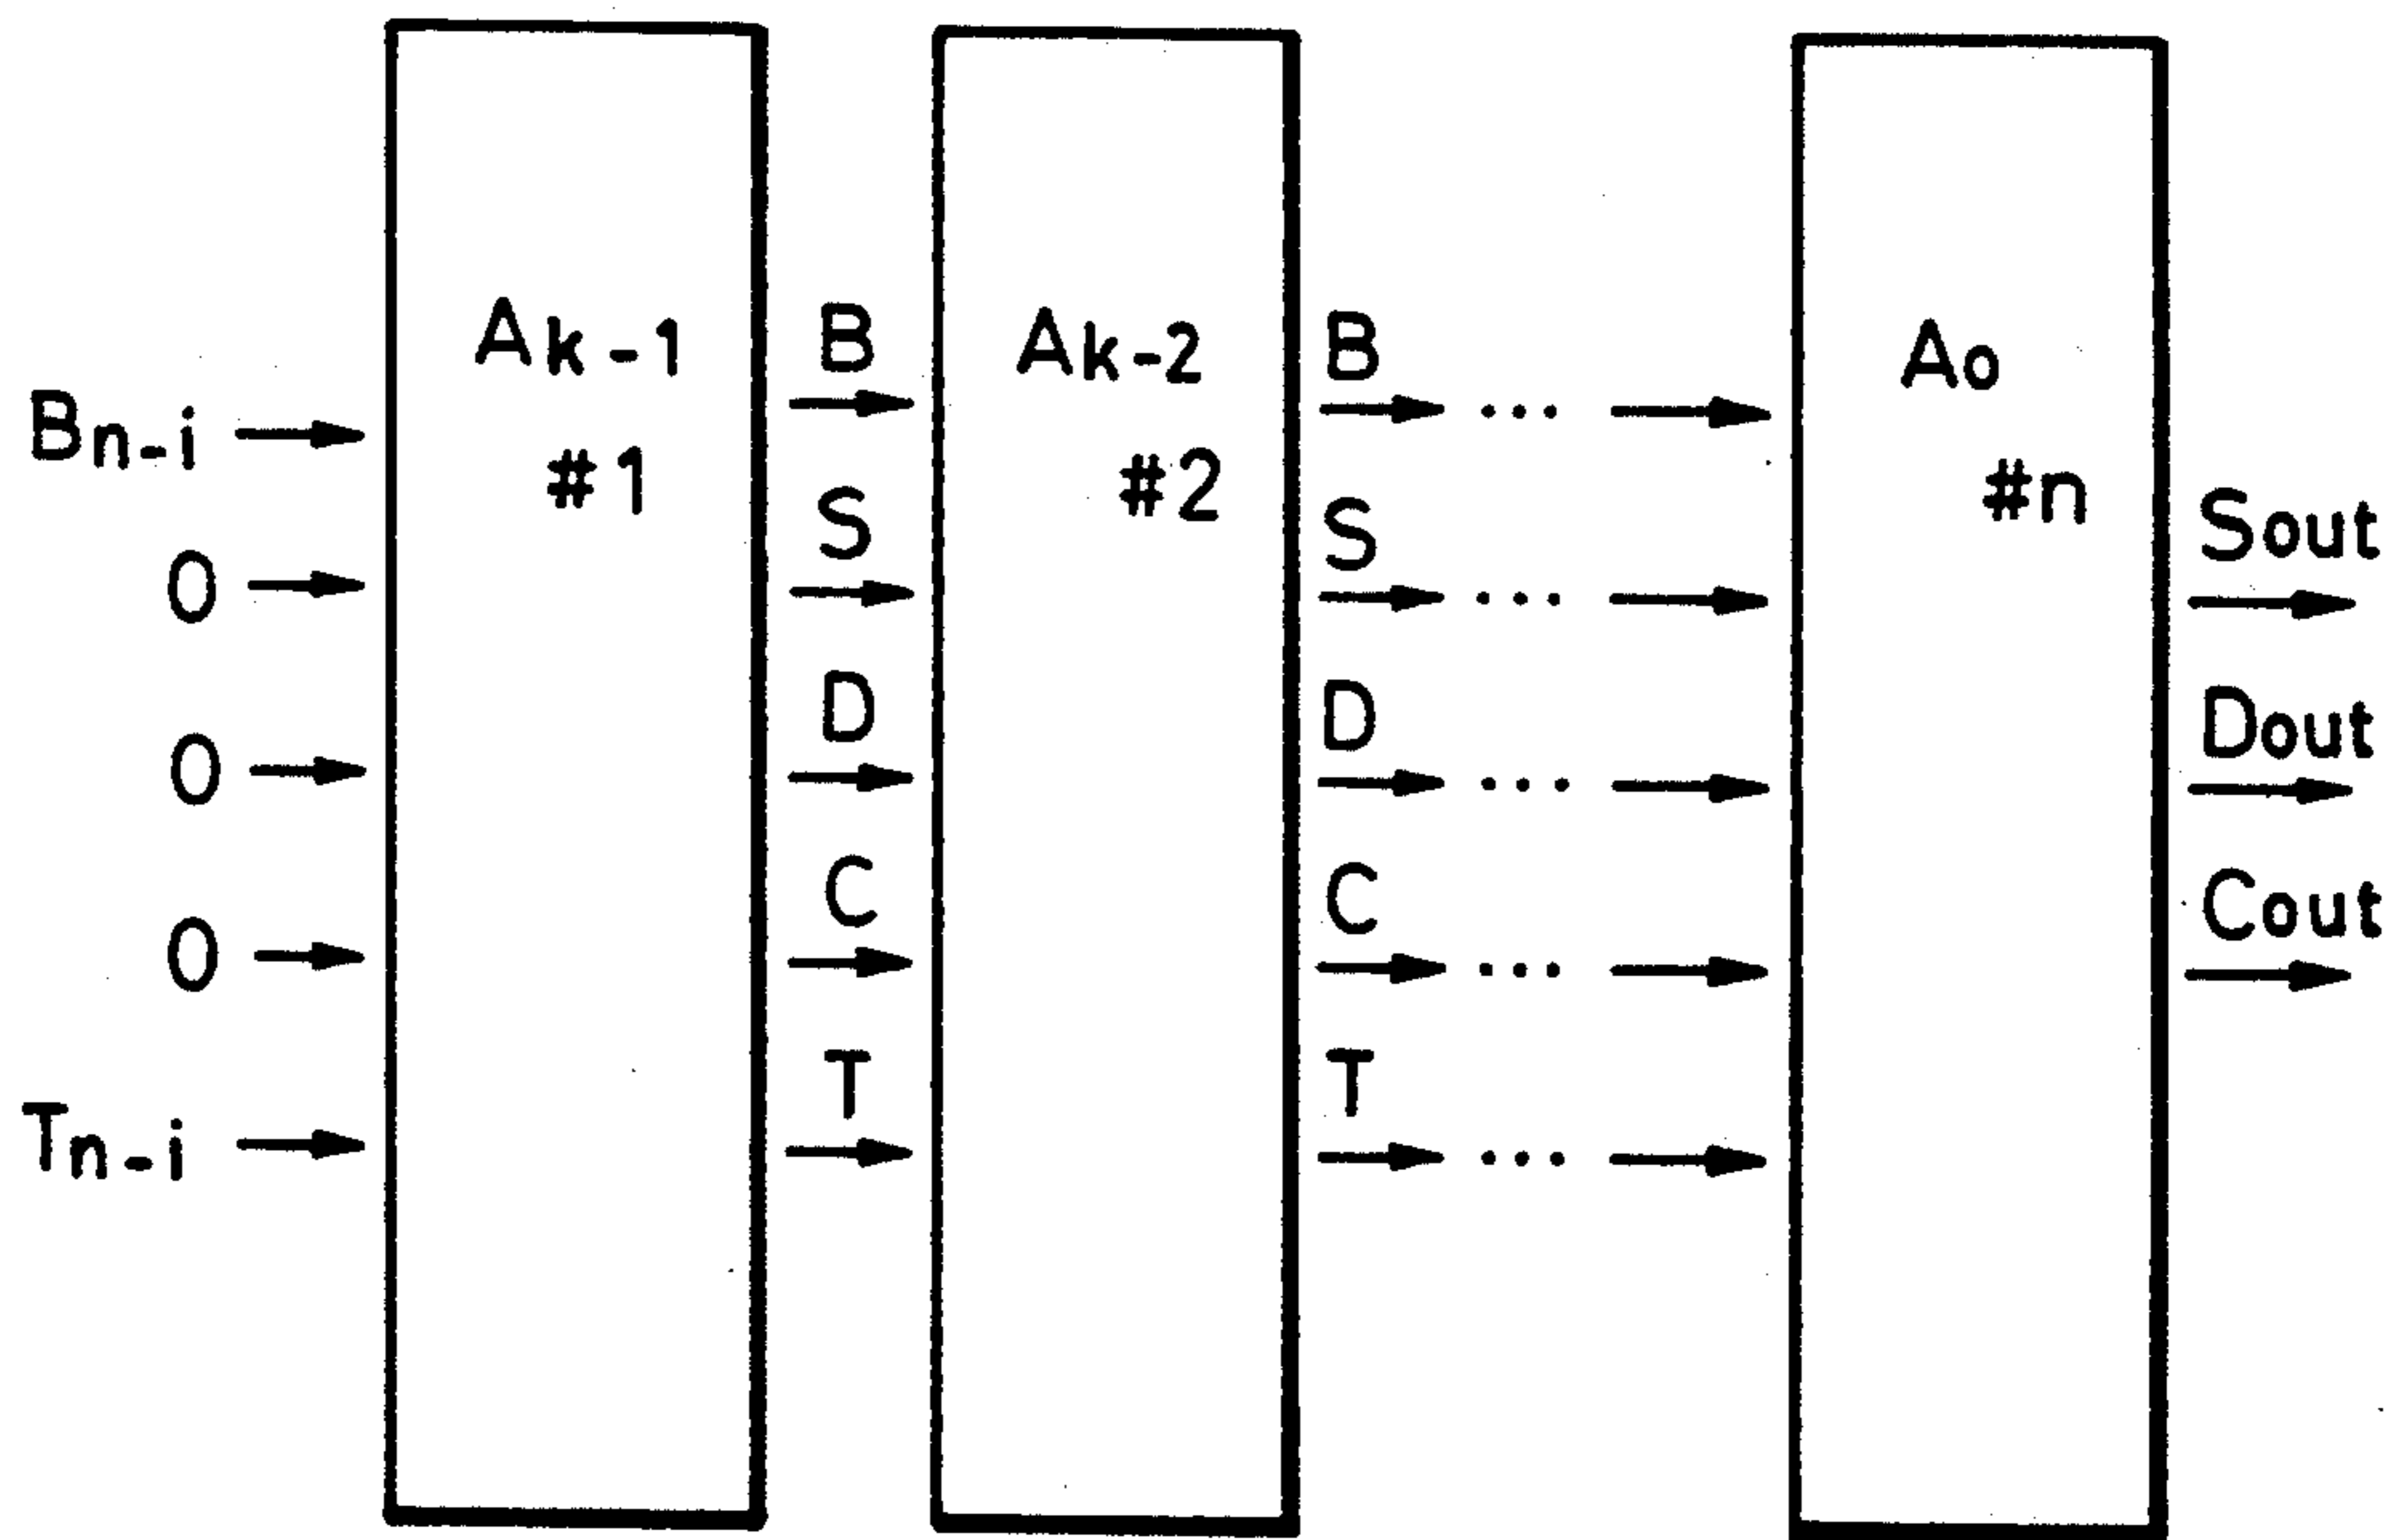 Bn-i
0
0
0
Tn-i
Ak-1
#1
B
S
D
C
T
Ak-2
#2
B
S
D
C
T
...
...
...
...
...
Ao
#n
Sout
Dout
Cout